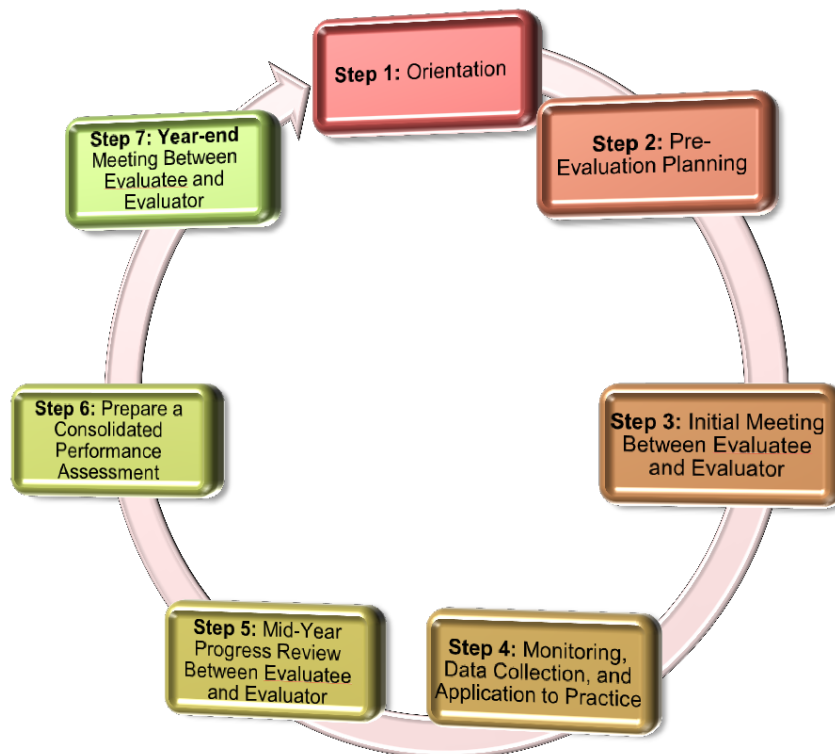 Step 1: Orientation
Step 2: Pre-
Evaluation Planning
Step 3: Initial Meeting
Between Evaluatee
and Evaluator
Step 4: Monitoring,
Data Collection, and
Application to Practice
Step 5: Mid-Year
Progress Review
Between Evaluatee
and Evaluator
Step 6: Prepare a
Consolidated
Performance
Assessment
Step 7: Year-end
Meeting Between
Evaluatee and
Evaluator